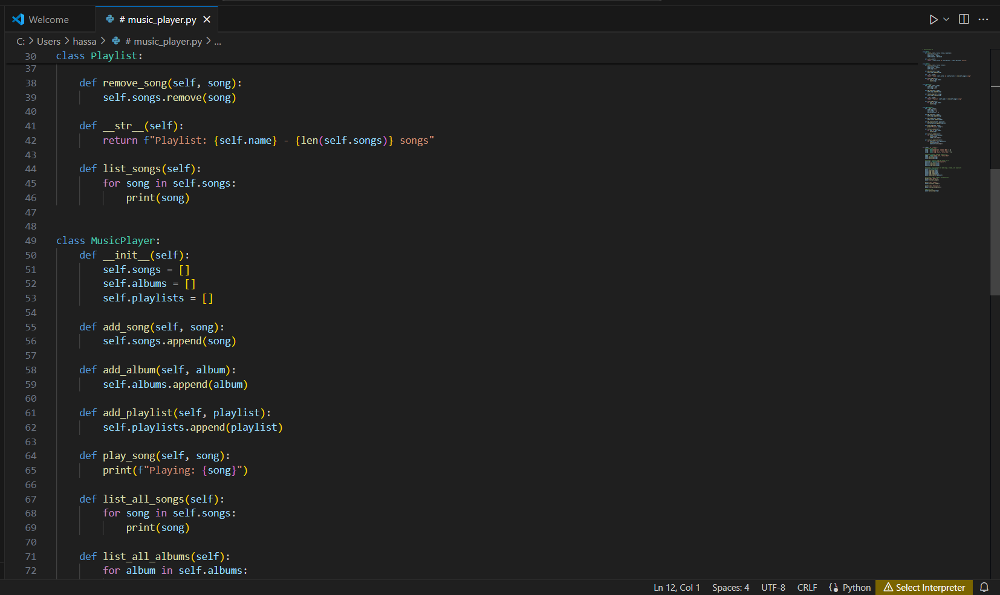 Welcome
# music_player.py
C: > Users > hassa > # music_player.py > ...
30 class Playlist:
37
38     def remove_song(self, song):
39         self.songs.remove(song)
40
41     def __str__(self):
42         return f"Playlist: {self.name} - {len(self.songs)} songs"
43
44     def list_songs(self):
45         for song in self.songs:
46             print(song)
47
48
49 class MusicPlayer:
50     def __init__(self):
51         self.songs = []
52         self.albums = []
53         self.playlists = []
54
55     def add_song(self, song):
56         self.songs.append(song)
57
58     def add_album(self, album):
59         self.albums.append(album)
60
61     def add_playlist(self, playlist):
62         self.playlists.append(playlist)
63
64     def play_song(self, song):
65         print(f"Playing: {song}")
66
67     def list_all_songs(self):
68         for song in self.songs:
69             print(song)
70
71     def list_all_albums(self):
72         for album in self.albums:
Ln 12, Col 1 Spaces: 4 UTF-8 CRLF Python Select Interpreter